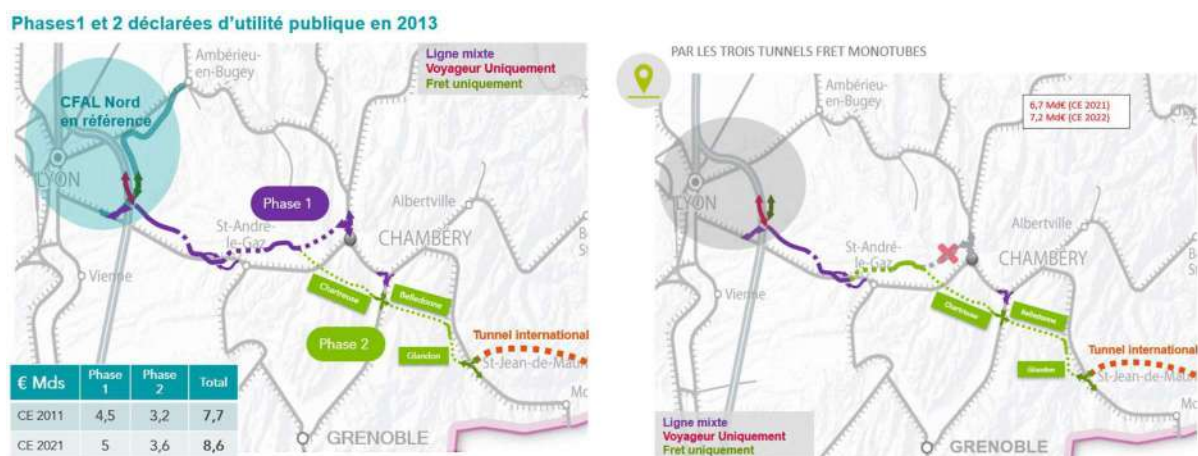 Phases1 et 2 déclarées d'utilité publique en 2013
Ambérieu-
en-Bugey
Ligne mixte
Voyageur Uniquement
Fret uniquement
CFAL Nord
en référence
LYON
Phase 1
Albertville
St-André-
le-Gaz
CHAMBÉRY
Vienne
Chartreuse
Belledonne
Phase 2
Glandon
Tunnel international
St-Jean-de-Mau
GRENOBLE
€ Mds
Phase 1
Phase 2
Total
CE 2011
4,5
3,2
7,7
CE 2021
5
3,6
8,6
PAR LES TROIS TUNNELS FRET MONOTUBES
Ambérieu-
en-Bugey
6,7 Md€ (CE 2021)
7,2 Md€ (CE 2022)
LYON
Albertville
St-André-
le-Gaz
CHAMBÉRY
Vienne
Chartreuse
Belledonne
Glandon
Tunnel international
St-Jean-de-Mau
Ligne mixte
Voyageur Uniquement
Fret uniquement
GRENOBLE